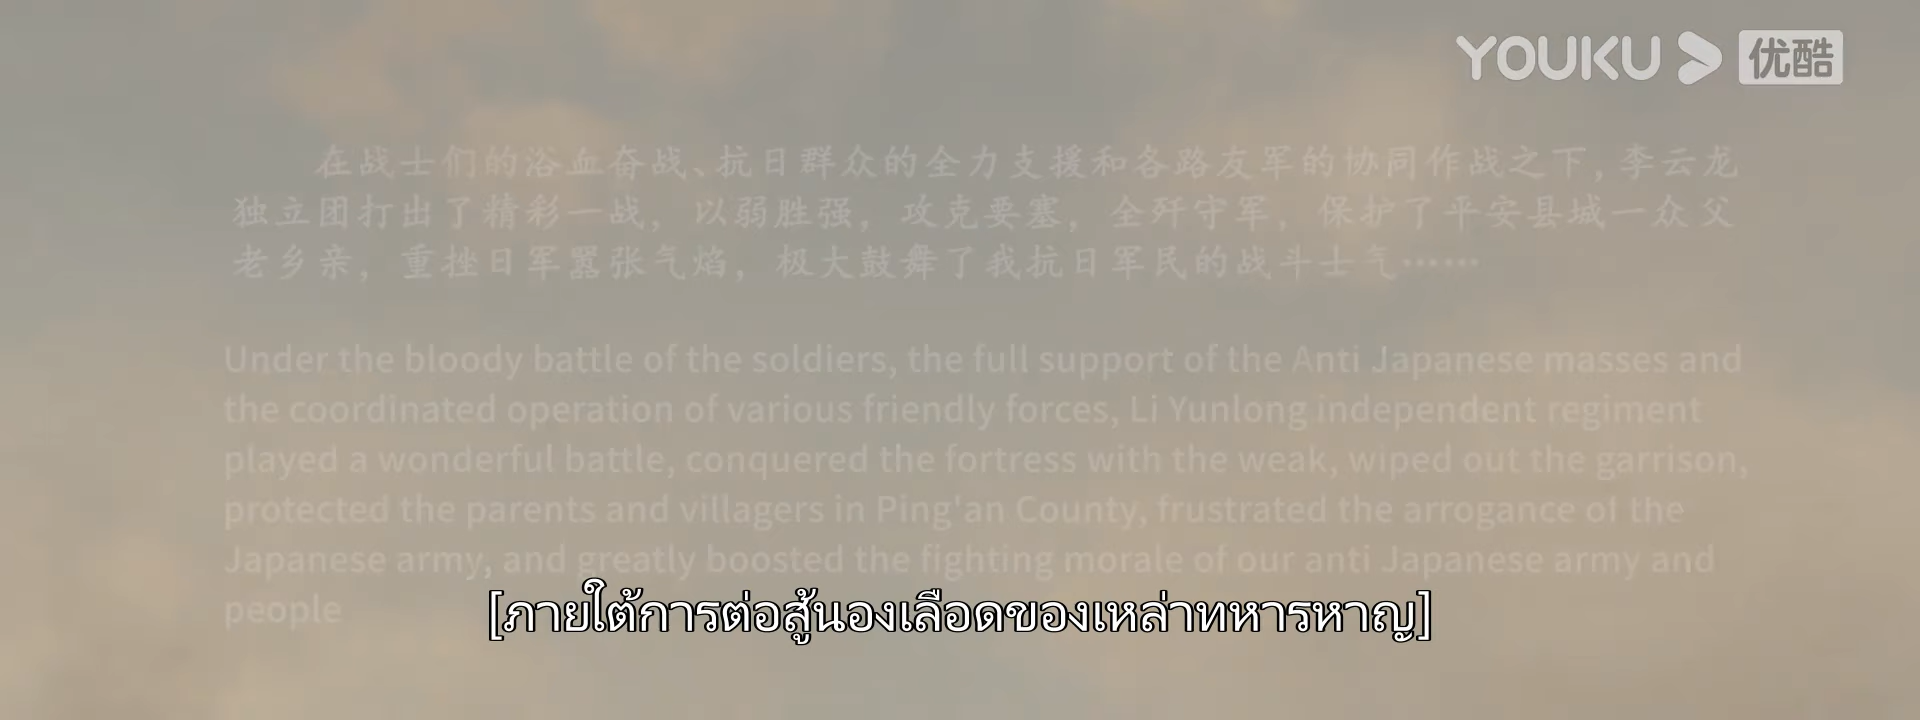 YOUKU 优酷
在战士们的浴血奋战、抗日群众的全力支援和各路友军的协同作战之下，李云龙
独立团打出了精彩一战，以弱胜强，攻克要塞，全歼守军，保护了平安县城一众父
老乡亲，重挫日军嚣张气焰，极大鼓舞了我抗日军民的战斗士气……
Under the bloody battle of the soldiers, the full support of the Anti Japanese masses and
the coordinated operation of various friendly forces, Li Yunlong independent regiment
played a wonderful battle, conquered the fortress with the weak, wiped out the garrison,
protected the parents and villagers in Ping'an County, frustrated the arrogance of the
Japanese army, and greatly boosted the fighting morale of our anti Japanese army and
people
[ภายใต้การต่อสู้นองเลือดของเหล่าทหารหาญ]